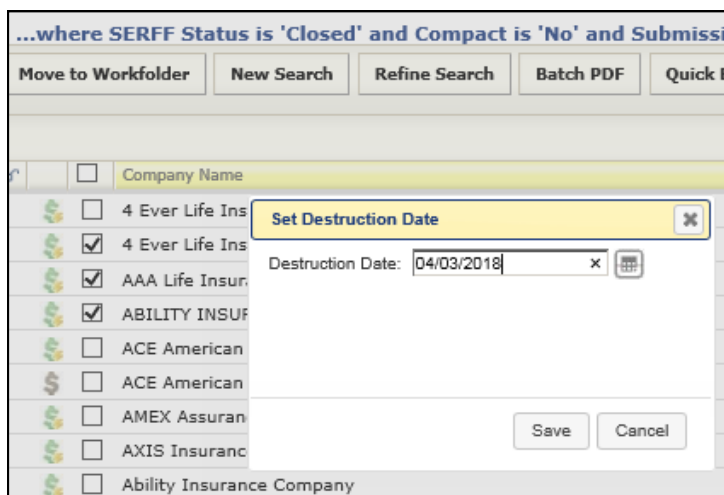 ...where SERFF Status is 'Closed' and Compact is 'No' and Submissi
Move to Workfolder New Search Refine Search Batch PDF Quick
Company Name
4 Ever Life Ins
4 Ever Life Ins
AAA Life Insur
ABILITY INSUF
ACE American
ACE American
AMEX Assuran
AXIS Insuranc
Ability Insurance Company
Set Destruction Date
Destruction Date: 04/03/2018
Save Cancel